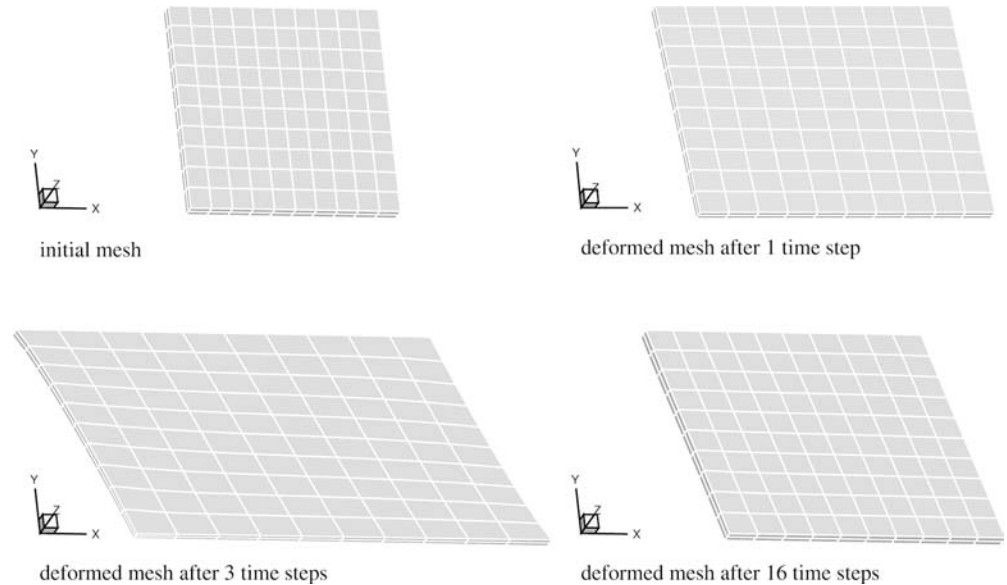 Y
Z
X
initial mesh
Y
Z
X
deformed mesh after 1 time step
Y
Z
X
deformed mesh after 3 time steps
Y
Z
X
deformed mesh after 16 time steps